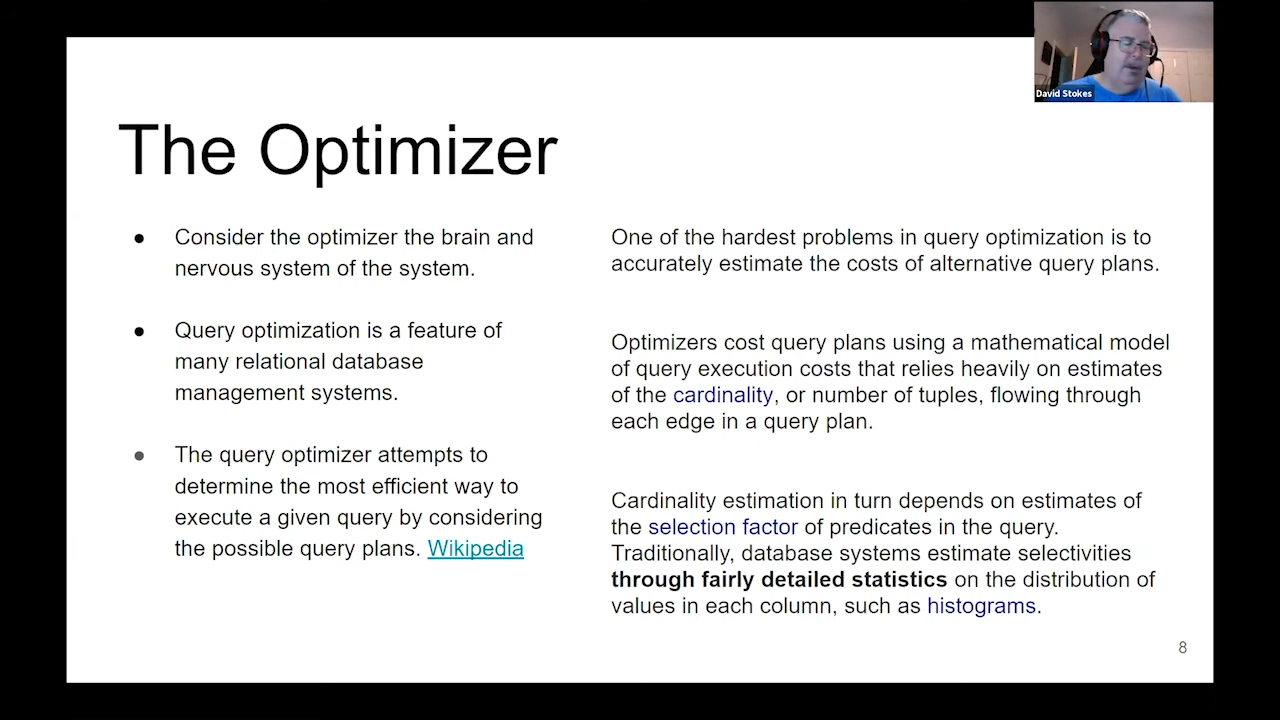 David Stokes
The Optimizer
● Consider the optimizer the brain and
nervous system of the system.
● Query optimization is a feature of
many relational database
management systems.
● The query optimizer attempts to
determine the most efficient way to
execute a given query by considering
the possible query plans. Wikipedia
One of the hardest problems in query optimization is to
accurately estimate the costs of alternative query plans.
Optimizers cost query plans using a mathematical model
of query execution costs that relies heavily on estimates
of the cardinality, or number of tuples, flowing through
each edge in a query plan.
Cardinality estimation in turn depends on estimates of
the selection factor of predicates in the query.
Traditionally, database systems estimate selectivities
through fairly detailed statistics on the distribution of
values in each column, such as histograms.
8